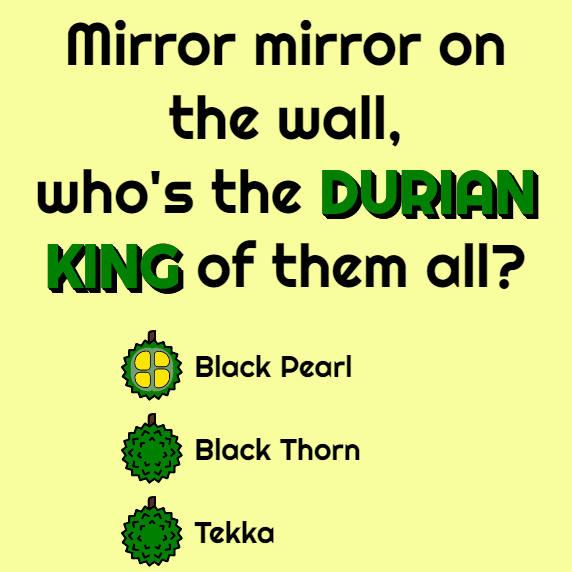 Mirror mirror on
the wall,
who's the DURIAN
KING of them all?
Black Pearl
Black Thorn
Tekka